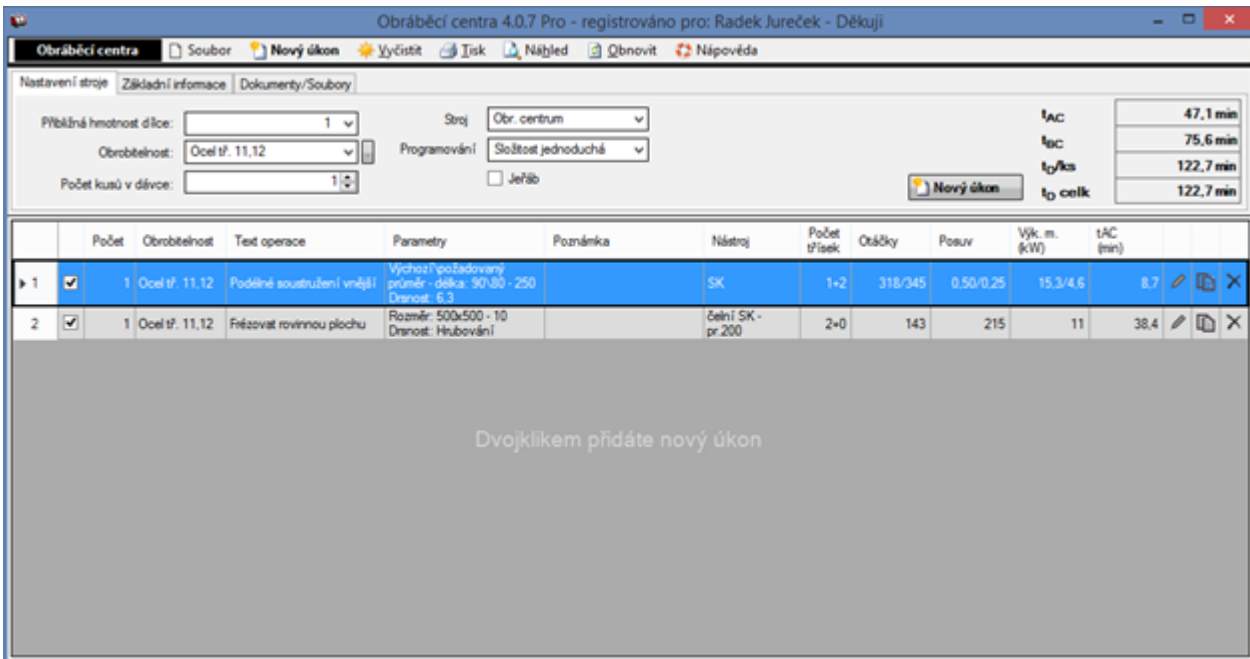 Obráběcí centra 4.0.7 Pro - registrováno pro: Radek Jureček - Děkuji
Obráběcí centra Soubor Nový úkon Vyčistit Tisk Náhled Obnovit Nápověda
Nastavení stroje Základní informace Dokumenty/Soubory
Přibližná hmotnost dílce: 1 Stroj Obr. centrum tAC 47,1 min
Obrobitelnost: Ocel tř. 11,12 Programování Složitost jednoduchá tBC 75,6 min
Počet kusů v dávce: 1 Jeřáb Nový úkon tD/ks 122,7 min
tD celk 122,7 min
Počet Obrobitelnost Text operace Parametry Poznámka Nástroj Počet třísek Otáčky Posuv Výk. m. (kW) tAC (min)
1 1 Ocel tř. 11,12 Podélné soustružení vnější Výchozí\požadovaný průměr - délka: 90\80 - 250 Drsnost: 6,3 SK 1+2 318/345 0,50/0,25 15,3/4,6 8,7
2 1 Ocel tř. 11,12 Frézovat rovinnou plochu Rozměr: 500x500 - 10 Drsnost: Hrubování čelní SK - pr.200 2+0 143 215 11 38,4
Dvojklikem přidáte nový úkon